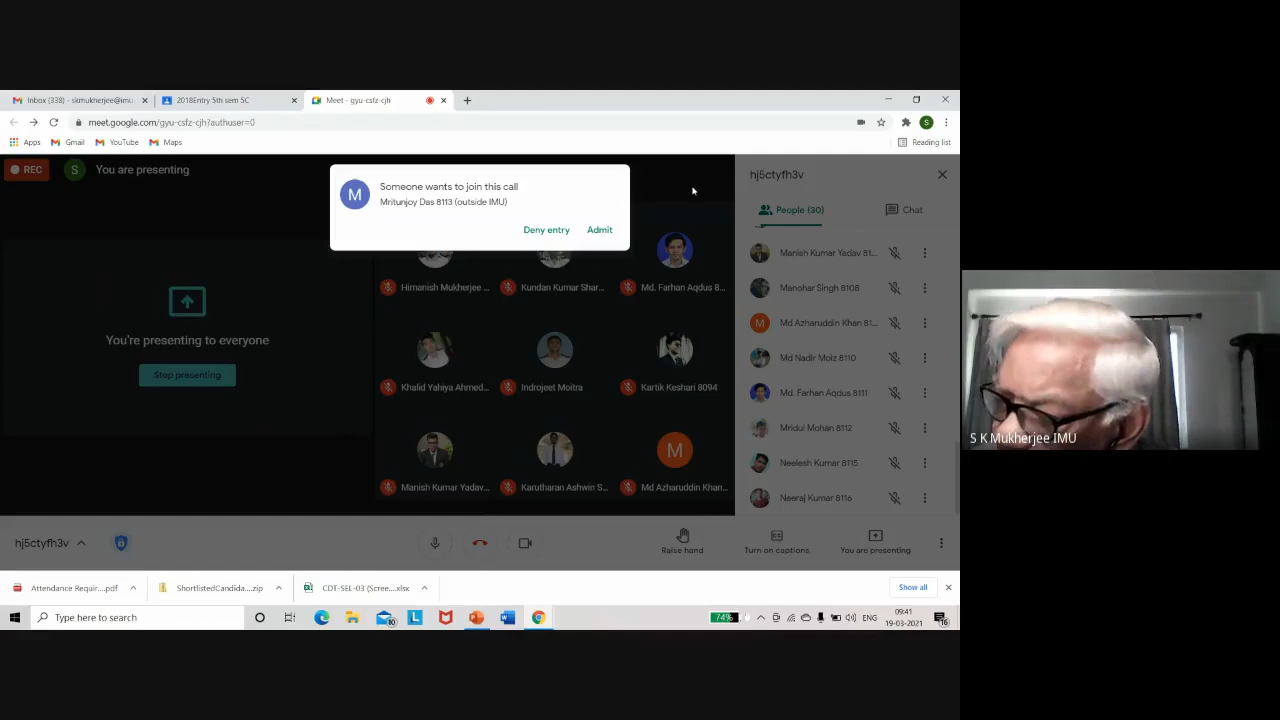 Inbox (338) - skmukherjee@imu
2018Entry 5th sem 5C
Meet - gyu-csfz-cjh
meet.google.com/gyu-csfz-cjh?authuser=0
Apps
Gmail
YouTube
Maps
Reading list
REC
S
You are presenting
M
Someone wants to join this call
Mritunjoy Das 8113 (outside IMU)
Deny entry
Admit
hj5ctyfh3v
People (30)
Chat
You're presenting to everyone
Stop presenting
Himanish Mukherjee ...
Kundan Kumar Shar...
Md. Farhan Aqdus 8...
Khalid Yahiya Ahmed...
Indrojeet Moitra
Kartik Keshari 8094
Manish Kumar Yadav...
Karutharan Ashwin S...
M
Md Azharuddin Khan...
Manish Kumar Yadav 81...
Manohar Singh 8108
M
Md Azharuddin Khan 81...
Md Nadir Moiz 8110
Md. Farhan Aqdus 8111
Mridul Mohan 8112
Neelesh Kumar 8115
Neeraj Kumar 8116
S K Mukherjee IMU
hj5ctyfh3v
Raise hand
Turn on captions
You are presenting
Attendance Requir....pdf
ShortlistedCandida....zip
CDT-SEL-03 (Scree....xlsx
Show all
Type here to search
10
L
74%
ENG
09:41
19-03-2021
16